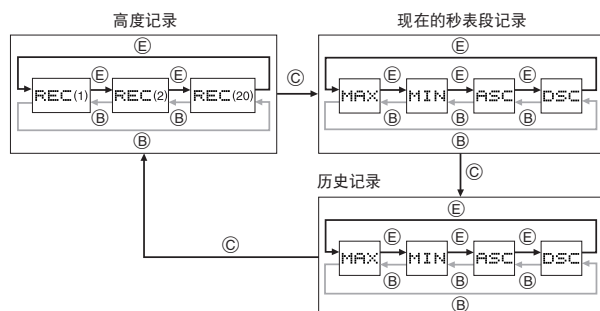 高度记录
Ⓔ
Ⓔ Ⓔ
REC(1) REC(2) REC(20)
Ⓑ Ⓑ
Ⓑ
Ⓒ
现在的秒表段记录
Ⓔ
Ⓔ Ⓔ Ⓔ
MAX MIN ASC DSC
Ⓑ Ⓑ Ⓑ
Ⓑ
Ⓒ
历史记录
Ⓔ
Ⓔ Ⓔ Ⓔ
MAX MIN ASC DSC
Ⓑ Ⓑ Ⓑ
Ⓑ
Ⓒ